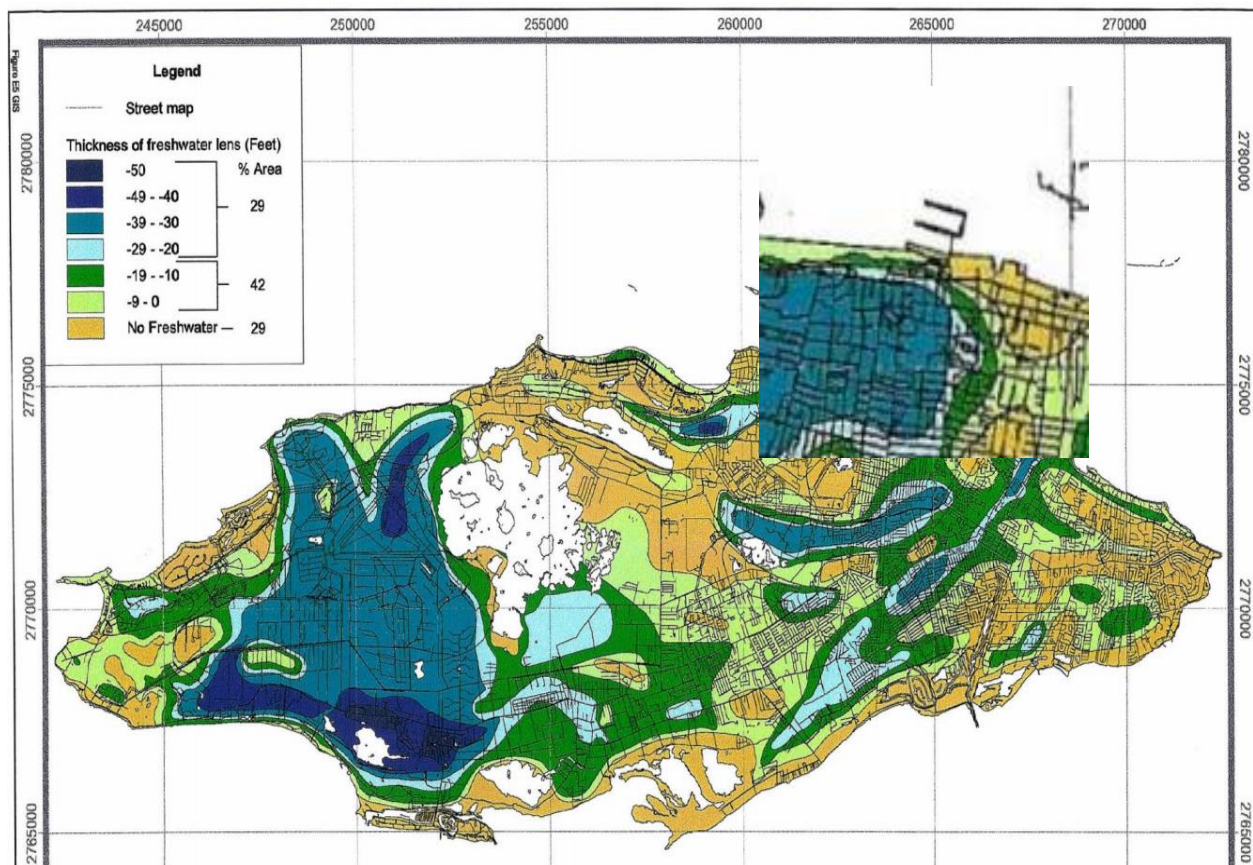 245000 250000 255000 260000 265000 270000
Figure E5 GIS
Legend
Street map
Thickness of freshwater lens (Feet)
-50
% Area
-49 - -40
29
-39 - -30
-29 - -20
-19 - -10
42
-9 - 0
No Freshwater — 29
2780000 2780000
2775000 2775000
2770000 2770000
2765000 2765000